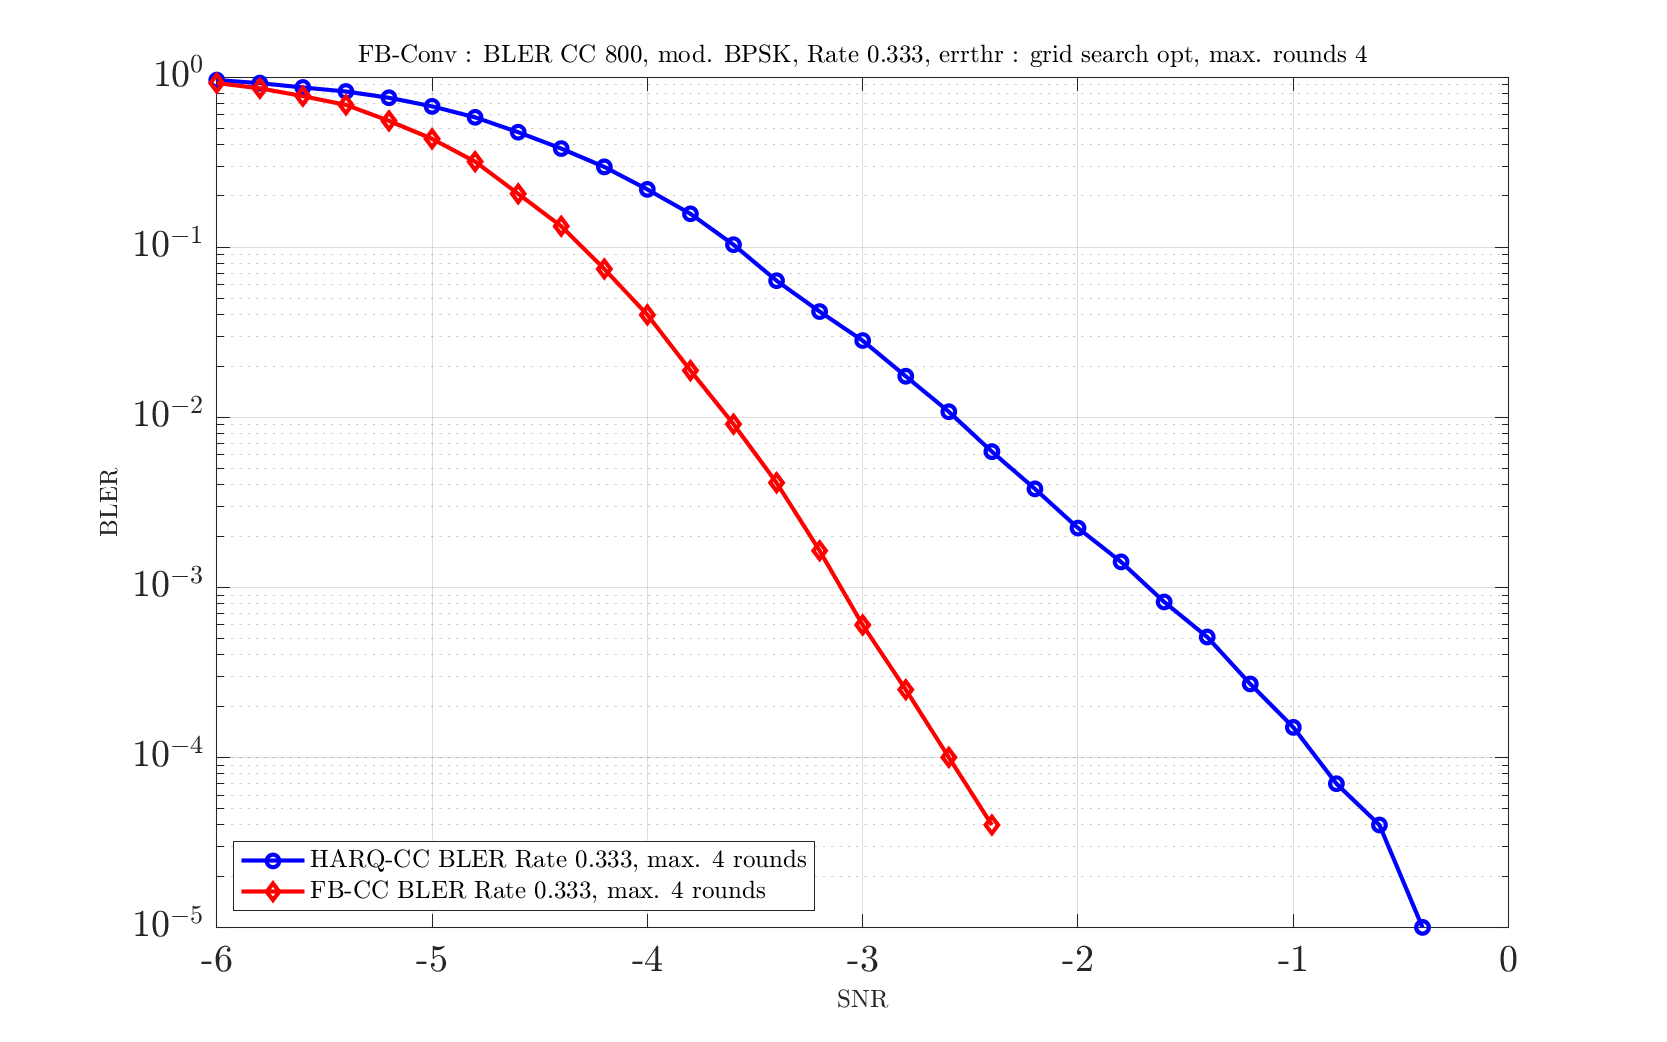 FB-Conv : BLER CC 800, mod. BPSK, Rate 0.333, errthr : grid search opt, max. rounds 4
10^0
10^-1
10^-2
BLER
10^-3
10^-4
HARQ-CC BLER Rate 0.333, max. 4 rounds
FB-CC BLER Rate 0.333, max. 4 rounds
10^-5
-6 -5 -4 -3 -2 -1 0
SNR